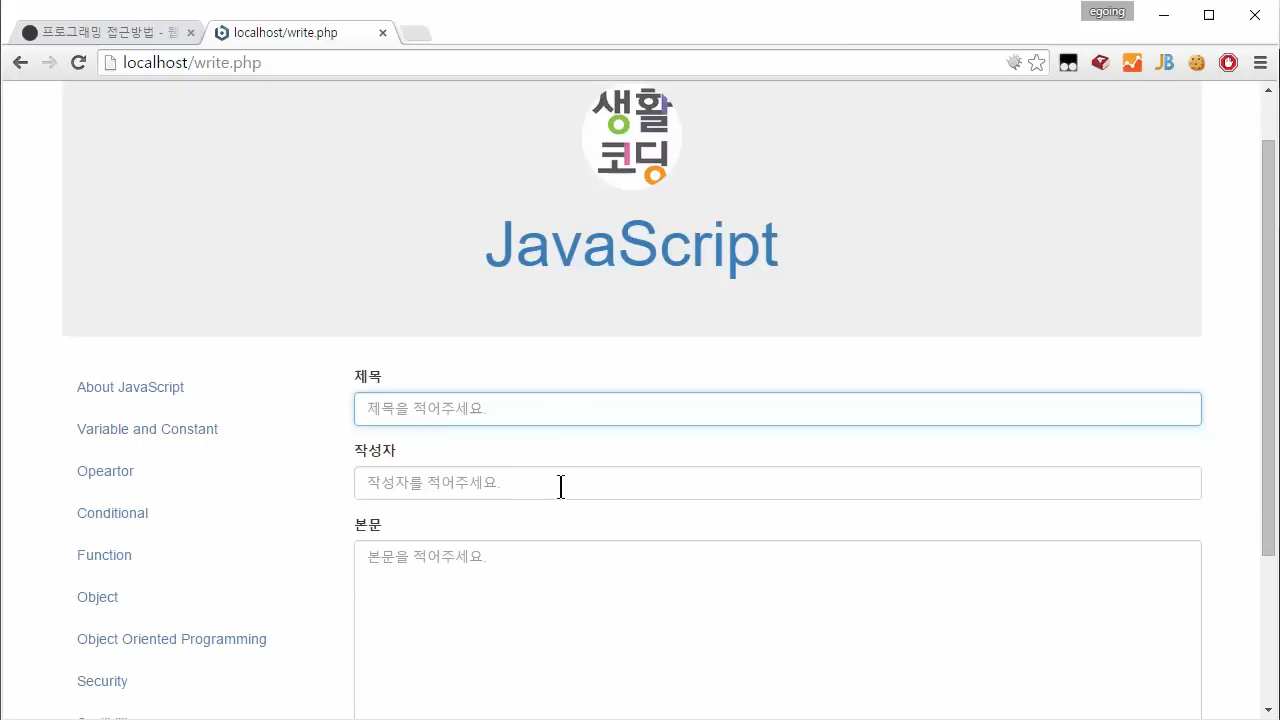 egoing
프로그래밍 접근방법 - 웹
localhost/write.php
localhost/write.php
JB
생활
코딩
JavaScript
About JavaScript
Variable and Constant
Opeartor
Conditional
Function
Object
Object Oriented Programming
Security
제목
제목을 적어주세요.
작성자
작성자를 적어주세요.
본문
본문을 적어주세요.